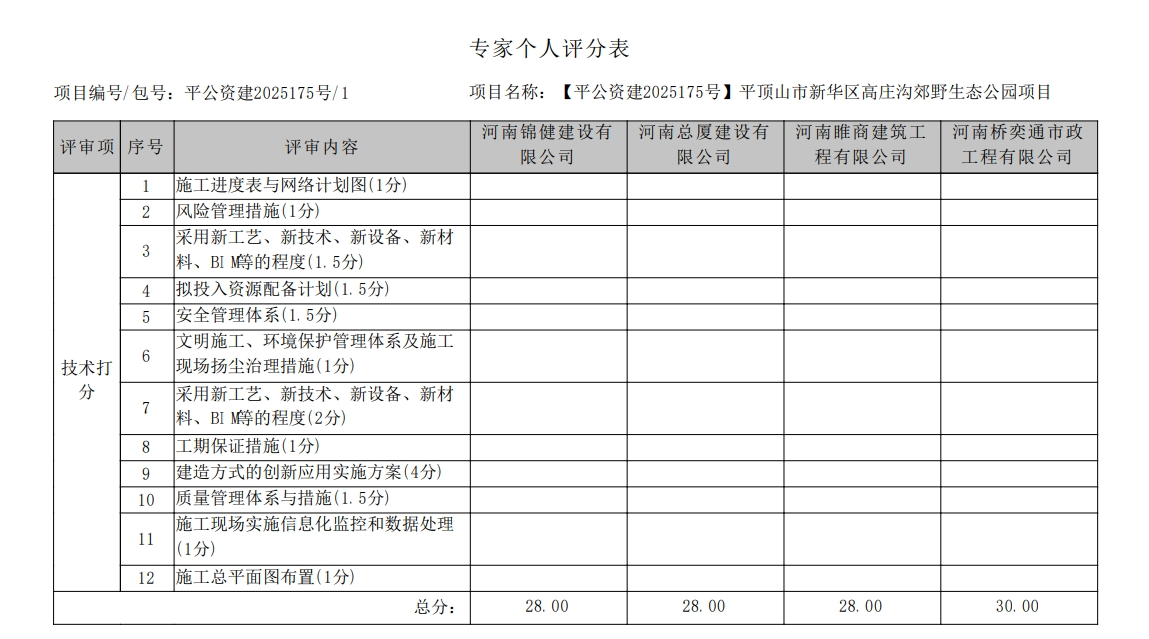 专家个人评分表
项目编号/包号：平公资建2025175号/1
项目名称：【平公资建2025175号】平顶山市新华区高庄沟郊野生态公园项目
评审项 序号 评审内容 河南锦健建设有限公司 河南总厦建设有限公司 河南睢商建筑工程有限公司 河南桥奕通市政工程有限公司
技术打分
1 施工进度表与网络计划图(1分)
2 风险管理措施(1分)
3 采用新工艺、新技术、新设备、新材
料、BIM等的程度(1.5分)
4 拟投入资源配备计划(1.5分)
5 安全管理体系(1.5分)
6 文明施工、环境保护管理体系及施工
现场扬尘治理措施(1分)
7 采用新工艺、新技术、新设备、新材
料、BIM等的程度(2分)
8 工期保证措施(1分)
9 建造方式的创新应用实施方案(4分)
10 质量管理体系与措施(1.5分)
11 施工现场实施信息化监控和数据处理
(1分)
12 施工总平面图布置(1分)
总分： 28.00 28.00 28.00 30.00